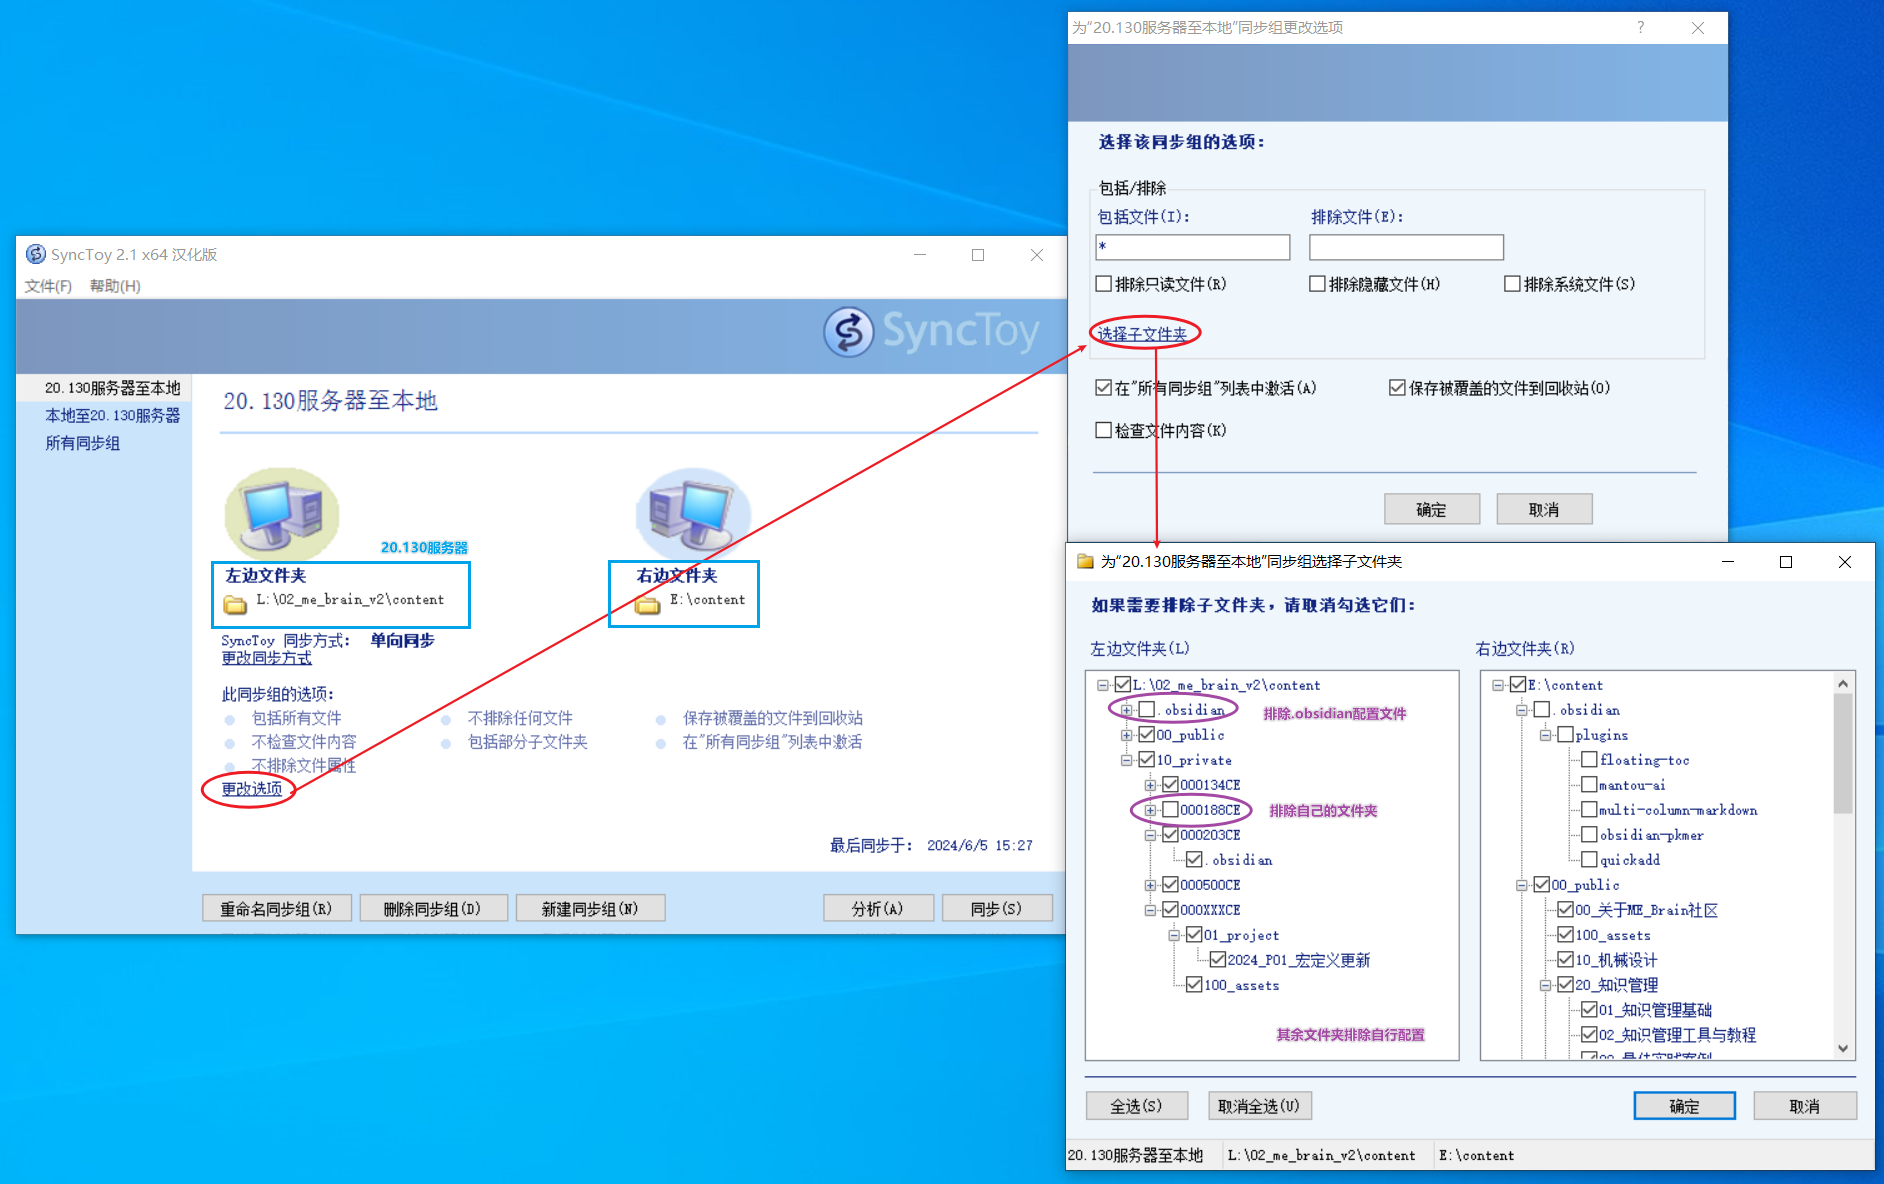 SyncToy 2.1 x64 汉化版
文件(F) 帮助(H)
SyncToy
20.130服务器至本地
本地至20.130服务器
所有同步组
20.130服务器至本地
20.130服务器
左边文件夹
L:\02_me_brain_v2\content
右边文件夹
E:\content
SyncToy 同步方式： 单向同步
更改同步方式
此同步组的选项：
包括所有文件 不排除任何文件 保存被覆盖的文件到回收站
不检查文件内容 包括部分子文件夹 在"所有同步组"列表中激活
不排除文件属性
更改选项
最后同步于： 2024/6/5 15:27
重命名同步组(R) 删除同步组(D) 新建同步组(N) 分析(A) 同步(S)
为“20.130服务器至本地”同步组更改选项
选择该同步组的选项：
包括/排除
包括文件(I)： 排除文件(E)：
*
排除只读文件(R) 排除隐藏文件(H) 排除系统文件(S)
选择子文件夹
在"所有同步组"列表中激活(A) 保存被覆盖的文件到回收站(O)
检查文件内容(K)
确定 取消
为“20.130服务器至本地”同步组选择子文件夹
如果需要排除子文件夹，请取消勾选它们：
左边文件夹(L)
L:\02_me_brain_v2\content
.obsidian 排除.obsidian配置文件
00_public
10_private
000134CE
000188CE 排除自己的文件夹
000203CE
.obsidian
000500CE
000XXXCE
01_project
2024_P01_宏定义更新
100_assets
其余文件夹排除自行配置
右边文件夹(R)
E:\content
.obsidian
plugins
floating-toc
mantou-ai
multi-column-markdown
obsidian-pkmer
quickadd
00_public
00_关于ME_Brain社区
100_assets
10_机械设计
20_知识管理
01_知识管理基础
02_知识管理工具与教程
全选(S) 取消全选(U) 确定 取消
20.130服务器至本地 L:\02_me_brain_v2\content E:\content